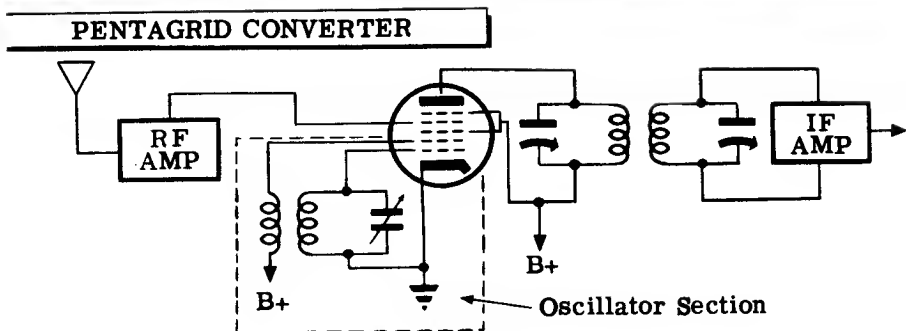 PENTAGRID CONVERTER
RF
AMP
IF
AMP
B+
B+
Oscillator Section